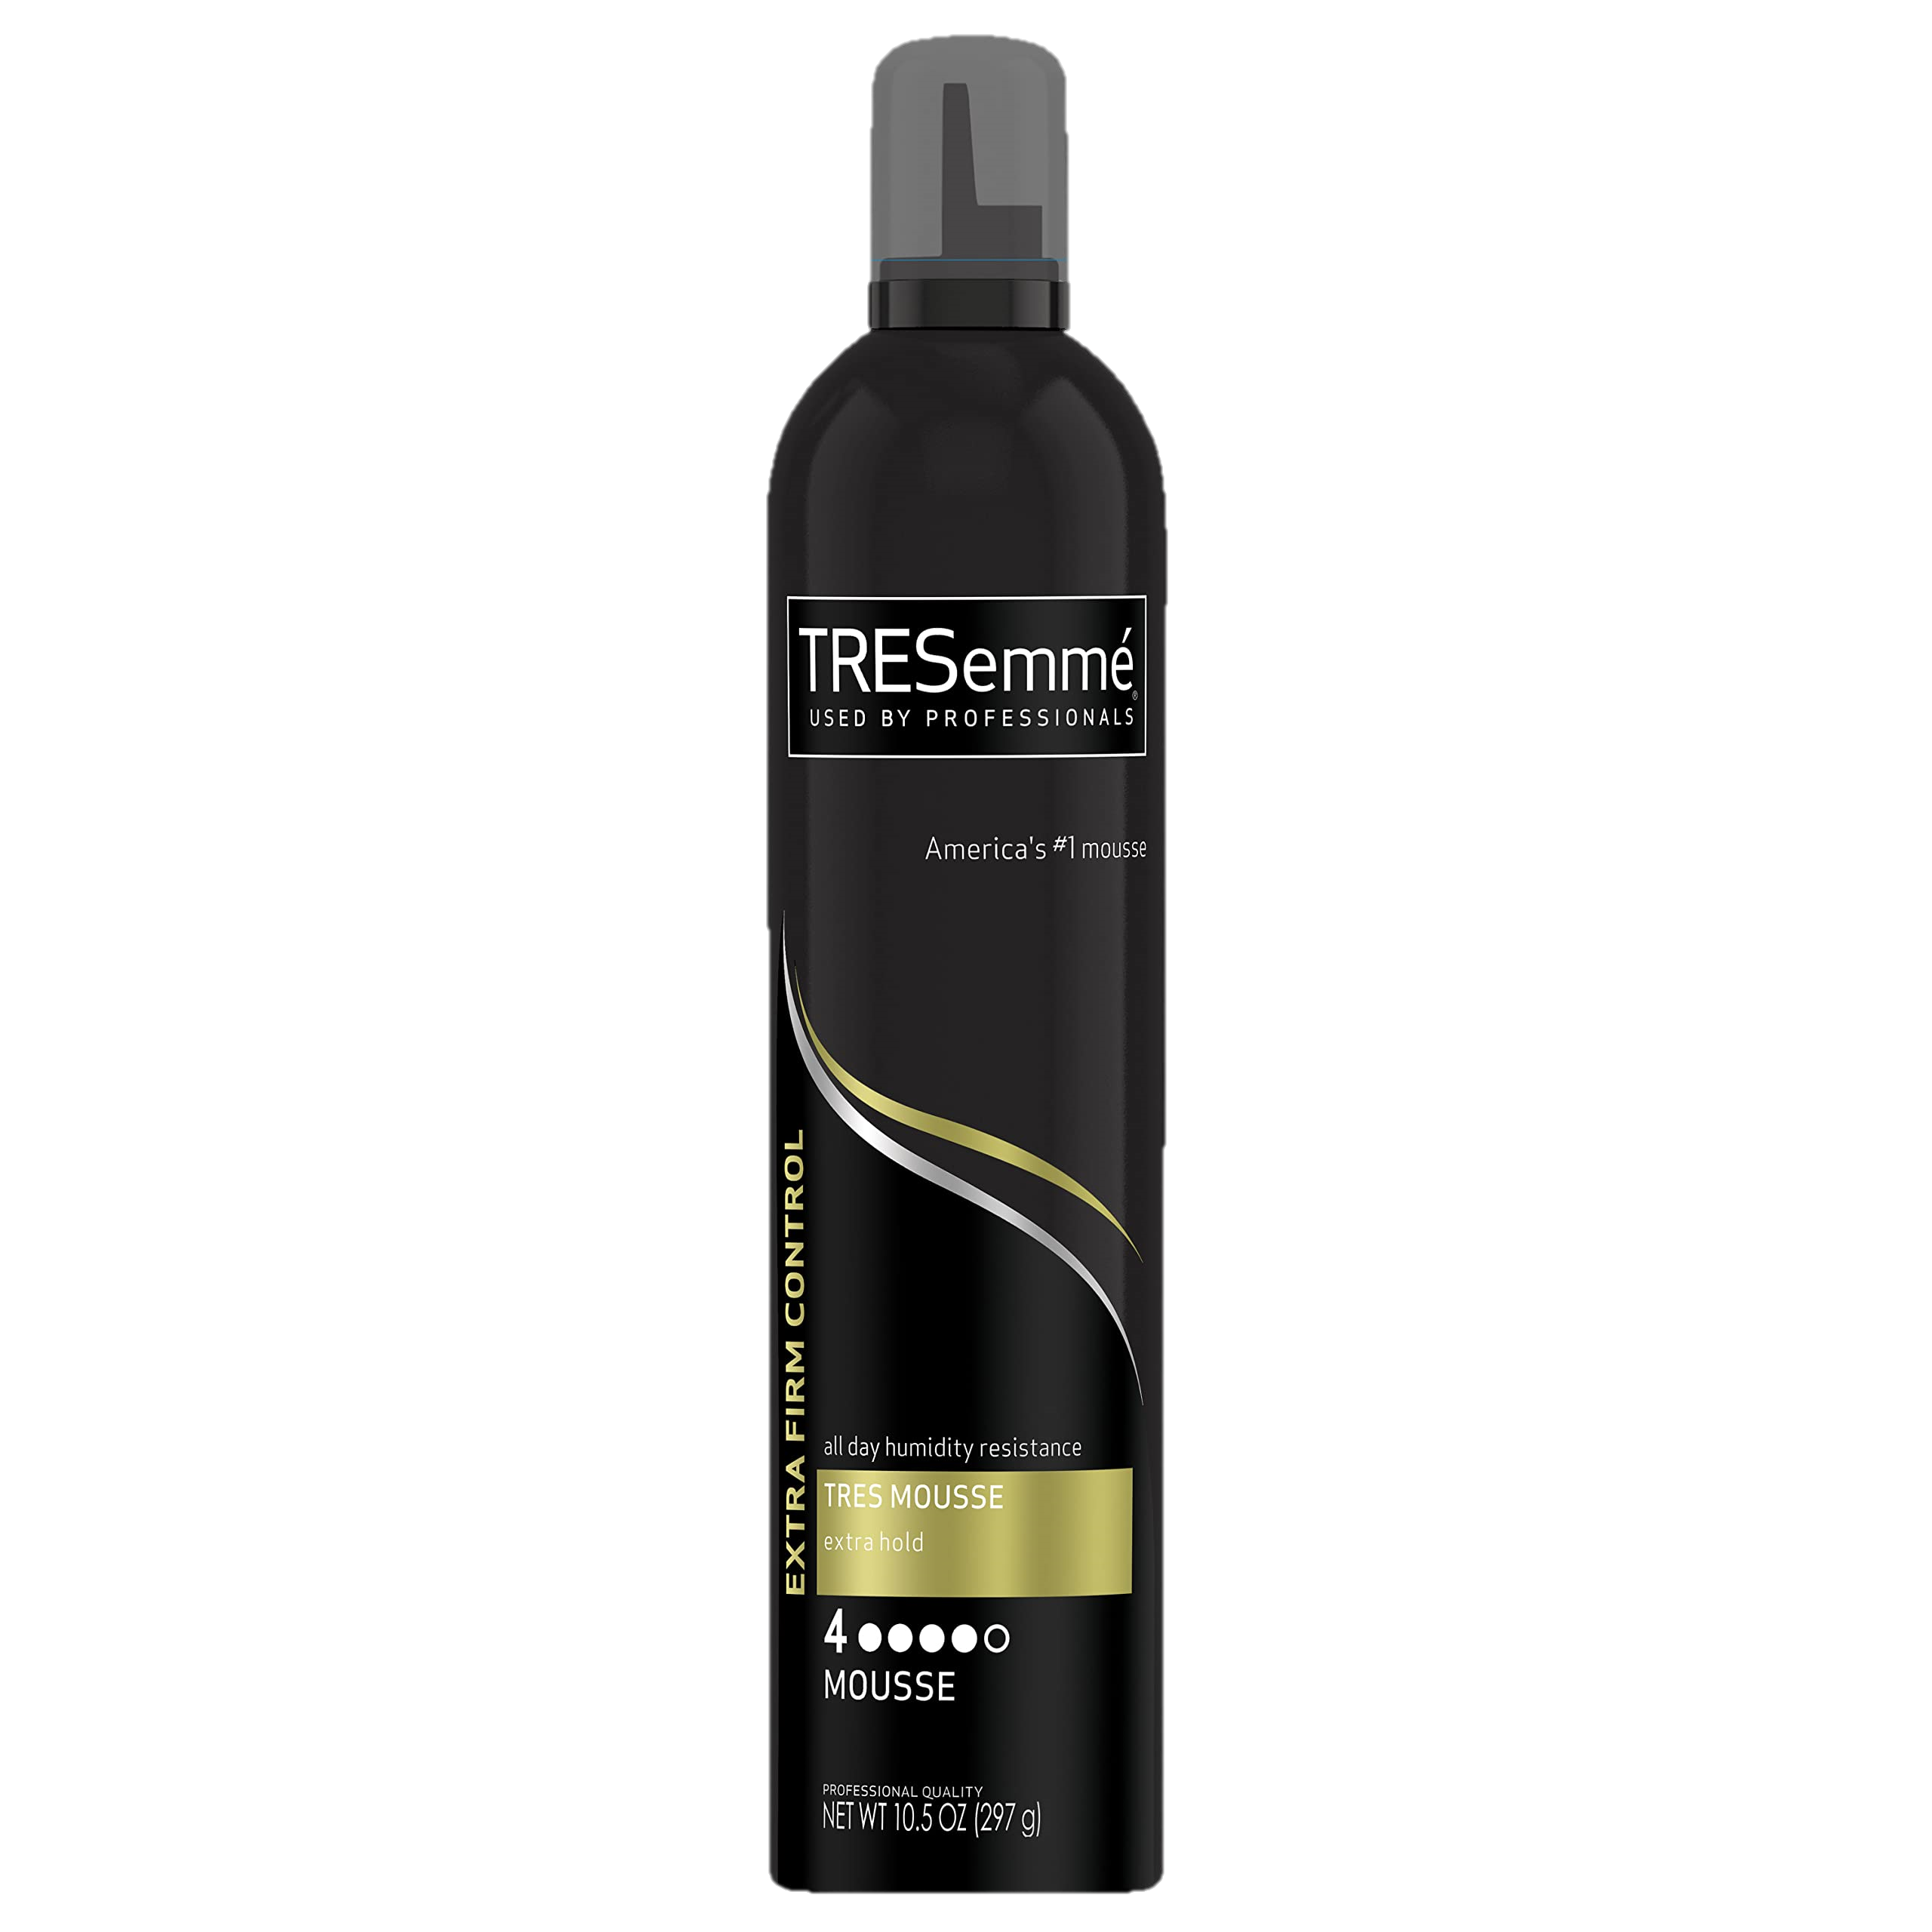 TRESemmé®
USED BY PROFESSIONALS
America's #1 mousse
EXTRA FIRM CONTROL
all day humidity resistance
TRES MOUSSE
extra hold
4
MOUSSE
PROFESSIONAL QUALITY
NET WT 10.5 OZ (297 g)